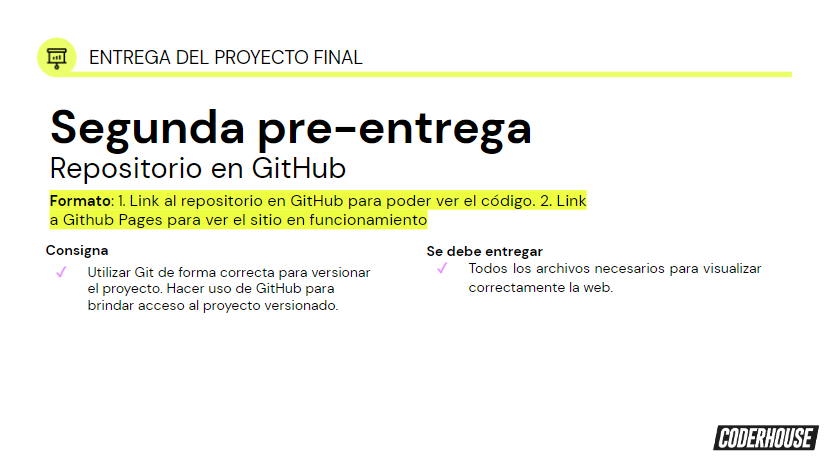 ENTREGA DEL PROYECTO FINAL
Segunda pre-entrega
Repositorio en GitHub
Formato: 1. Link al repositorio en GitHub para poder ver el código. 2. Link
a Github Pages para ver el sitio en funcionamiento
Consigna
✓ Utilizar Git de forma correcta para versionar
el proyecto. Hacer uso de GitHub para
brindar acceso al proyecto versionado.
Se debe entregar
✓ Todos los archivos necesarios para visualizar
correctamente la web.
CODERHOUSE